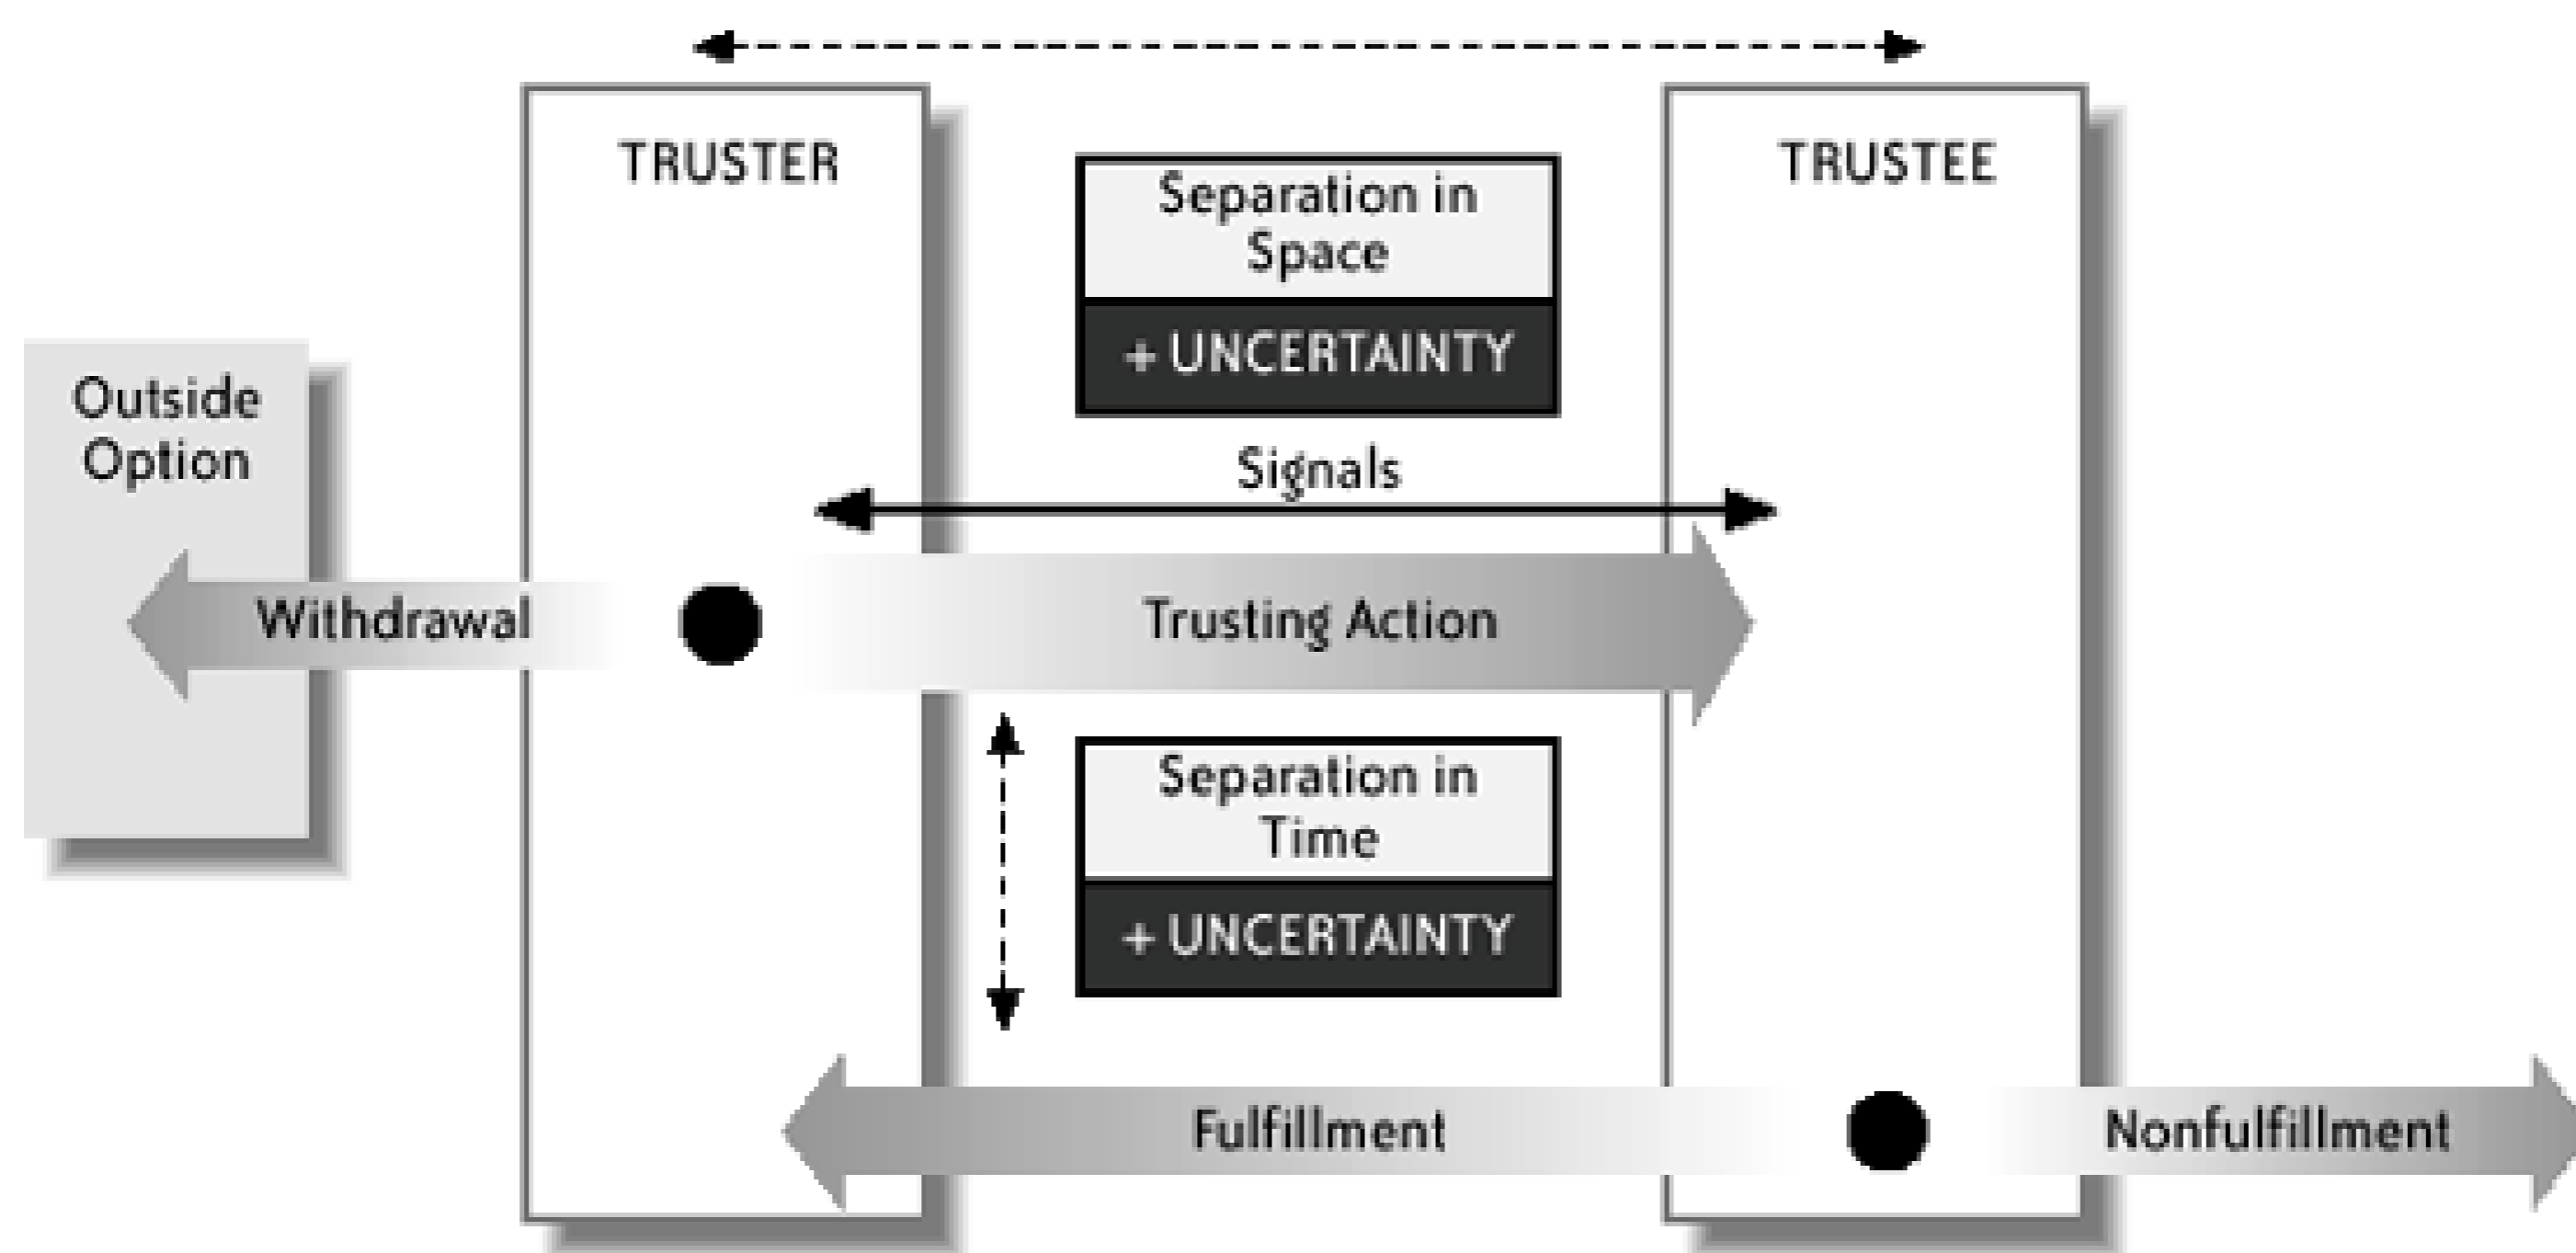 TRUSTER
TRUSTEE
Separation in
Space
+ UNCERTAINTY
Outside
Option
Signals
Withdrawal
Trusting Action
Separation in
Time
+ UNCERTAINTY
Fulfillment
Nonfulfillment